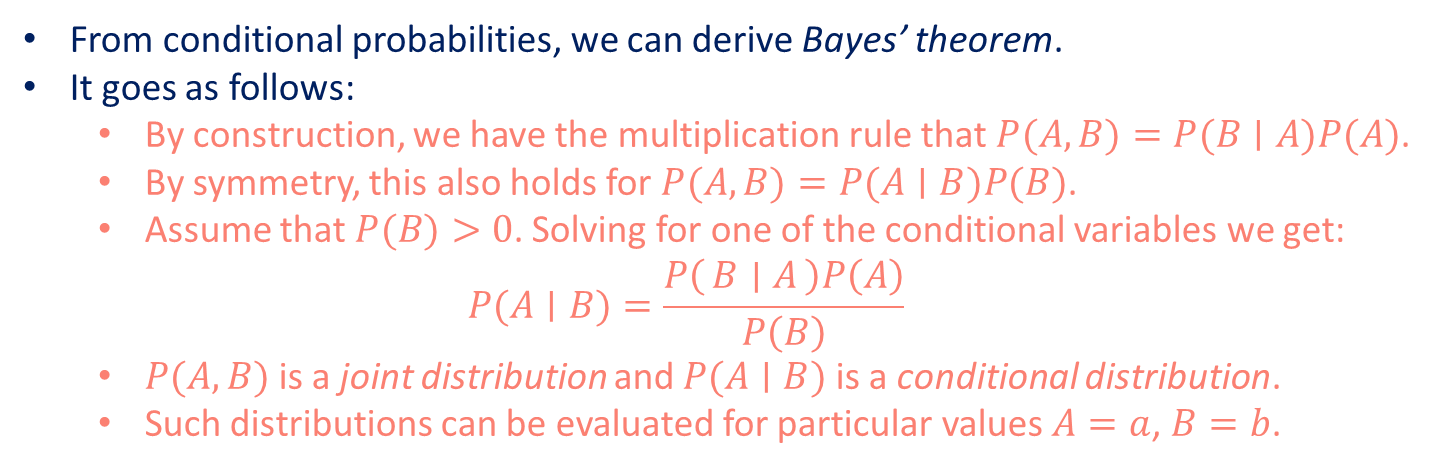 • From conditional probabilities, we can derive Bayes’ theorem.
• It goes as follows:
• By construction, we have the multiplication rule that P(A, B) = P(B | A)P(A).
• By symmetry, this also holds for P(A, B) = P(A | B)P(B).
• Assume that P(B) > 0. Solving for one of the conditional variables we get:
P(A | B) = P( B | A )P(A) / P(B)
• P(A, B) is a joint distribution and P(A | B) is a conditional distribution.
• Such distributions can be evaluated for particular values A = a, B = b.